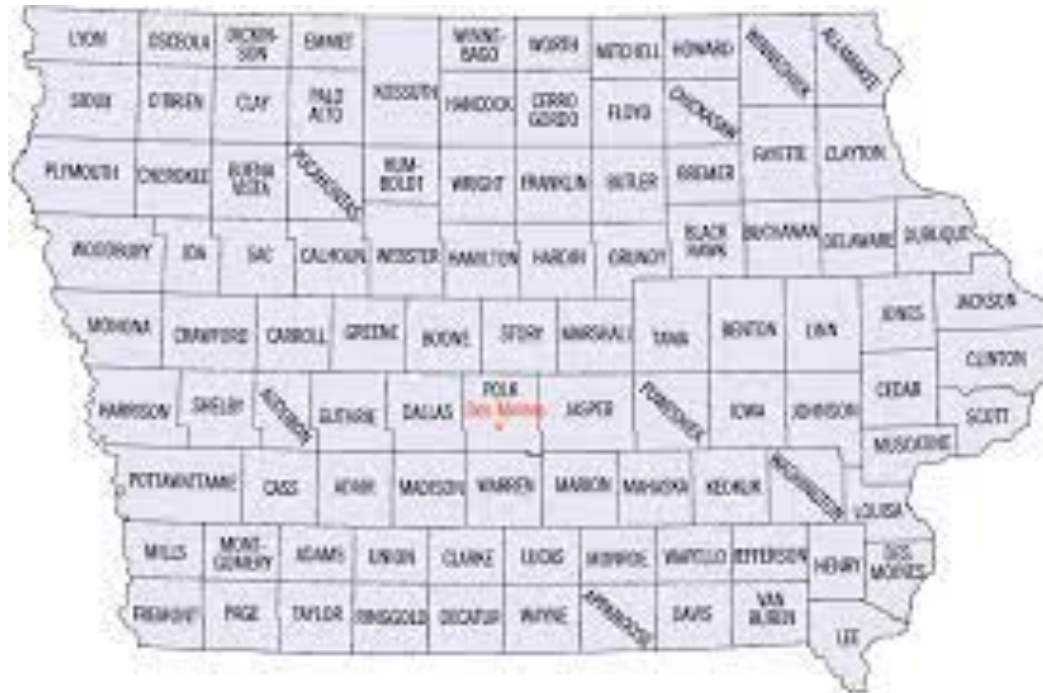 LYON
OSCEOLA
DICKIN-
SON
EMMET
WINNE-
BAGO
WORTH
MITCHELL
HOWARD
WINNESHIEK
ALLAMAKEE
SIOUX
O'BRIEN
CLAY
PALO
ALTO
KOSSUTH
HANCOCK
CERRO
GORDO
FLOYD
CHICKASAW
FAYETTE
CLAYTON
PLYMOUTH
CHEROKEE
BUENA
VISTA
POCAHONTAS
HUM-
BOLDT
WRIGHT
FRANKLIN
BUTLER
BREMER
WOODBURY
IDA
SAC
CALHOUN
WEBSTER
HAMILTON
HARDIN
GRUNDY
BLACK
HAWK
BUCHANAN
DELAWARE
DUBUQUE
MONONA
CRAWFORD
CARROLL
GREENE
BOONE
STORY
MARSHALL
TAMA
BENTON
LINN
JONES
JACKSON
CLINTON
HARRISON
SHELBY
AUDUBON
GUTHRIE
DALLAS
POLK
Des Moines
JASPER
POWESHIEK
IOWA
JOHNSON
CEDAR
SCOTT
MUSCATINE
POTTAWATTAMIE
CASS
ADAIR
MADISON
WARREN
MARION
MAHASKA
KEOKUK
WASHINGTON
LOUISA
MILLS
MONT-
GOMERY
ADAMS
UNION
CLARKE
LUCAS
MONROE
WAPELLO
JEFFERSON
HENRY
DES
MOINES
FREMONT
PAGE
TAYLOR
RINGGOLD
DECATUR
WAYNE
APPANOOSE
DAVIS
VAN
BUREN
LEE